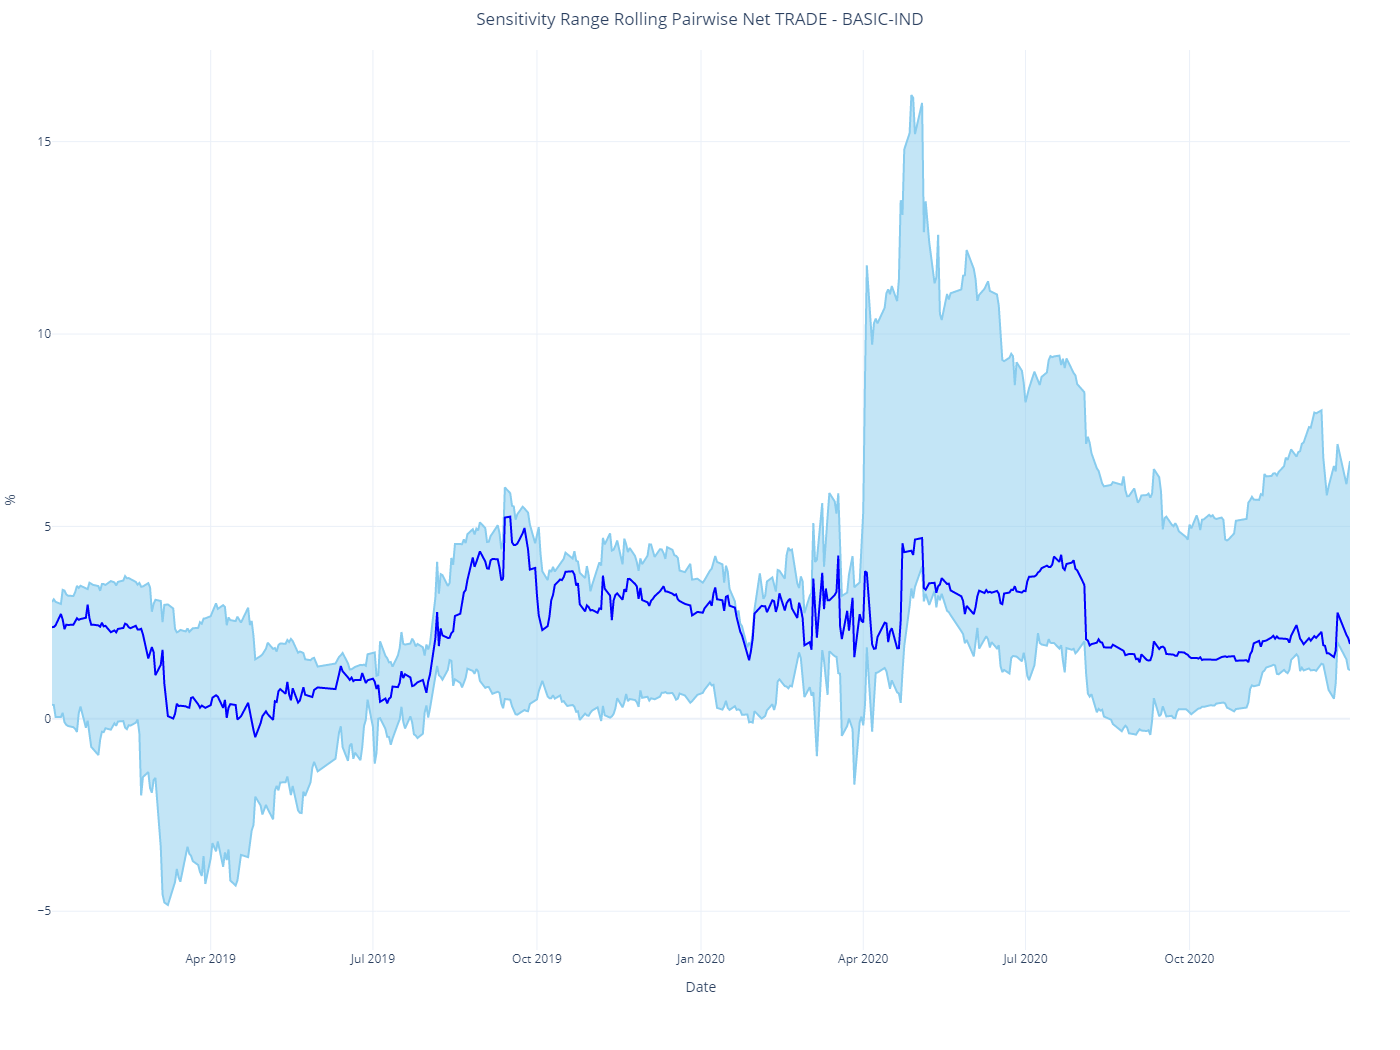 Sensitivity Range Rolling Pairwise Net TRADE - BASIC-IND
15
10
5
0
−5
%
Apr 2019
Jul 2019
Oct 2019
Jan 2020
Apr 2020
Jul 2020
Oct 2020
Date